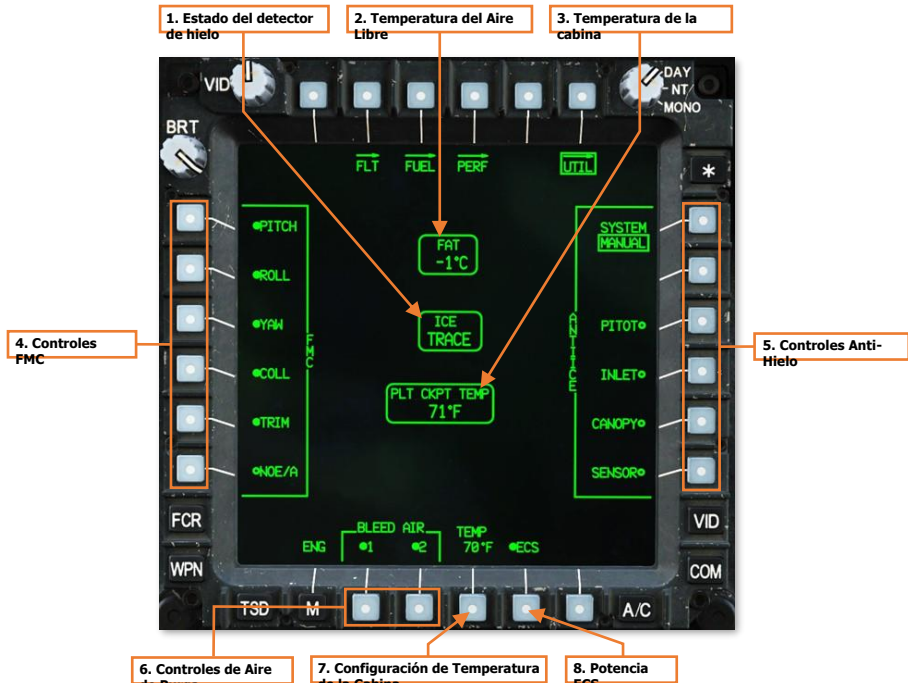 1. Estado del detector
de hielo
2. Temperatura del Aire
Libre
3. Temperatura de la
cabina
VID
DAY
NT
MONO
BRT
FLT FUEL PERF UTIL
*
PITCH
ROLL
YAW
COLL
TRIM
NOE/A
FMC
FAT
-1°C
ICE
TRACE
PLT CKPT TEMP
71°F
SYSTEM
MANUAL
PITOT
INLET
CANOPY
SENSOR
ANTI ICE
4. Controles
FMC
5. Controles Anti-
Hielo
FCR
WPN
VID
COM
BLEED AIR
ENG 1 2
TEMP
70°F
ECS
TSD M A/C
6. Controles de Aire
7. Configuración de Temperatura
de la Cabina
8. Potencia
ECS